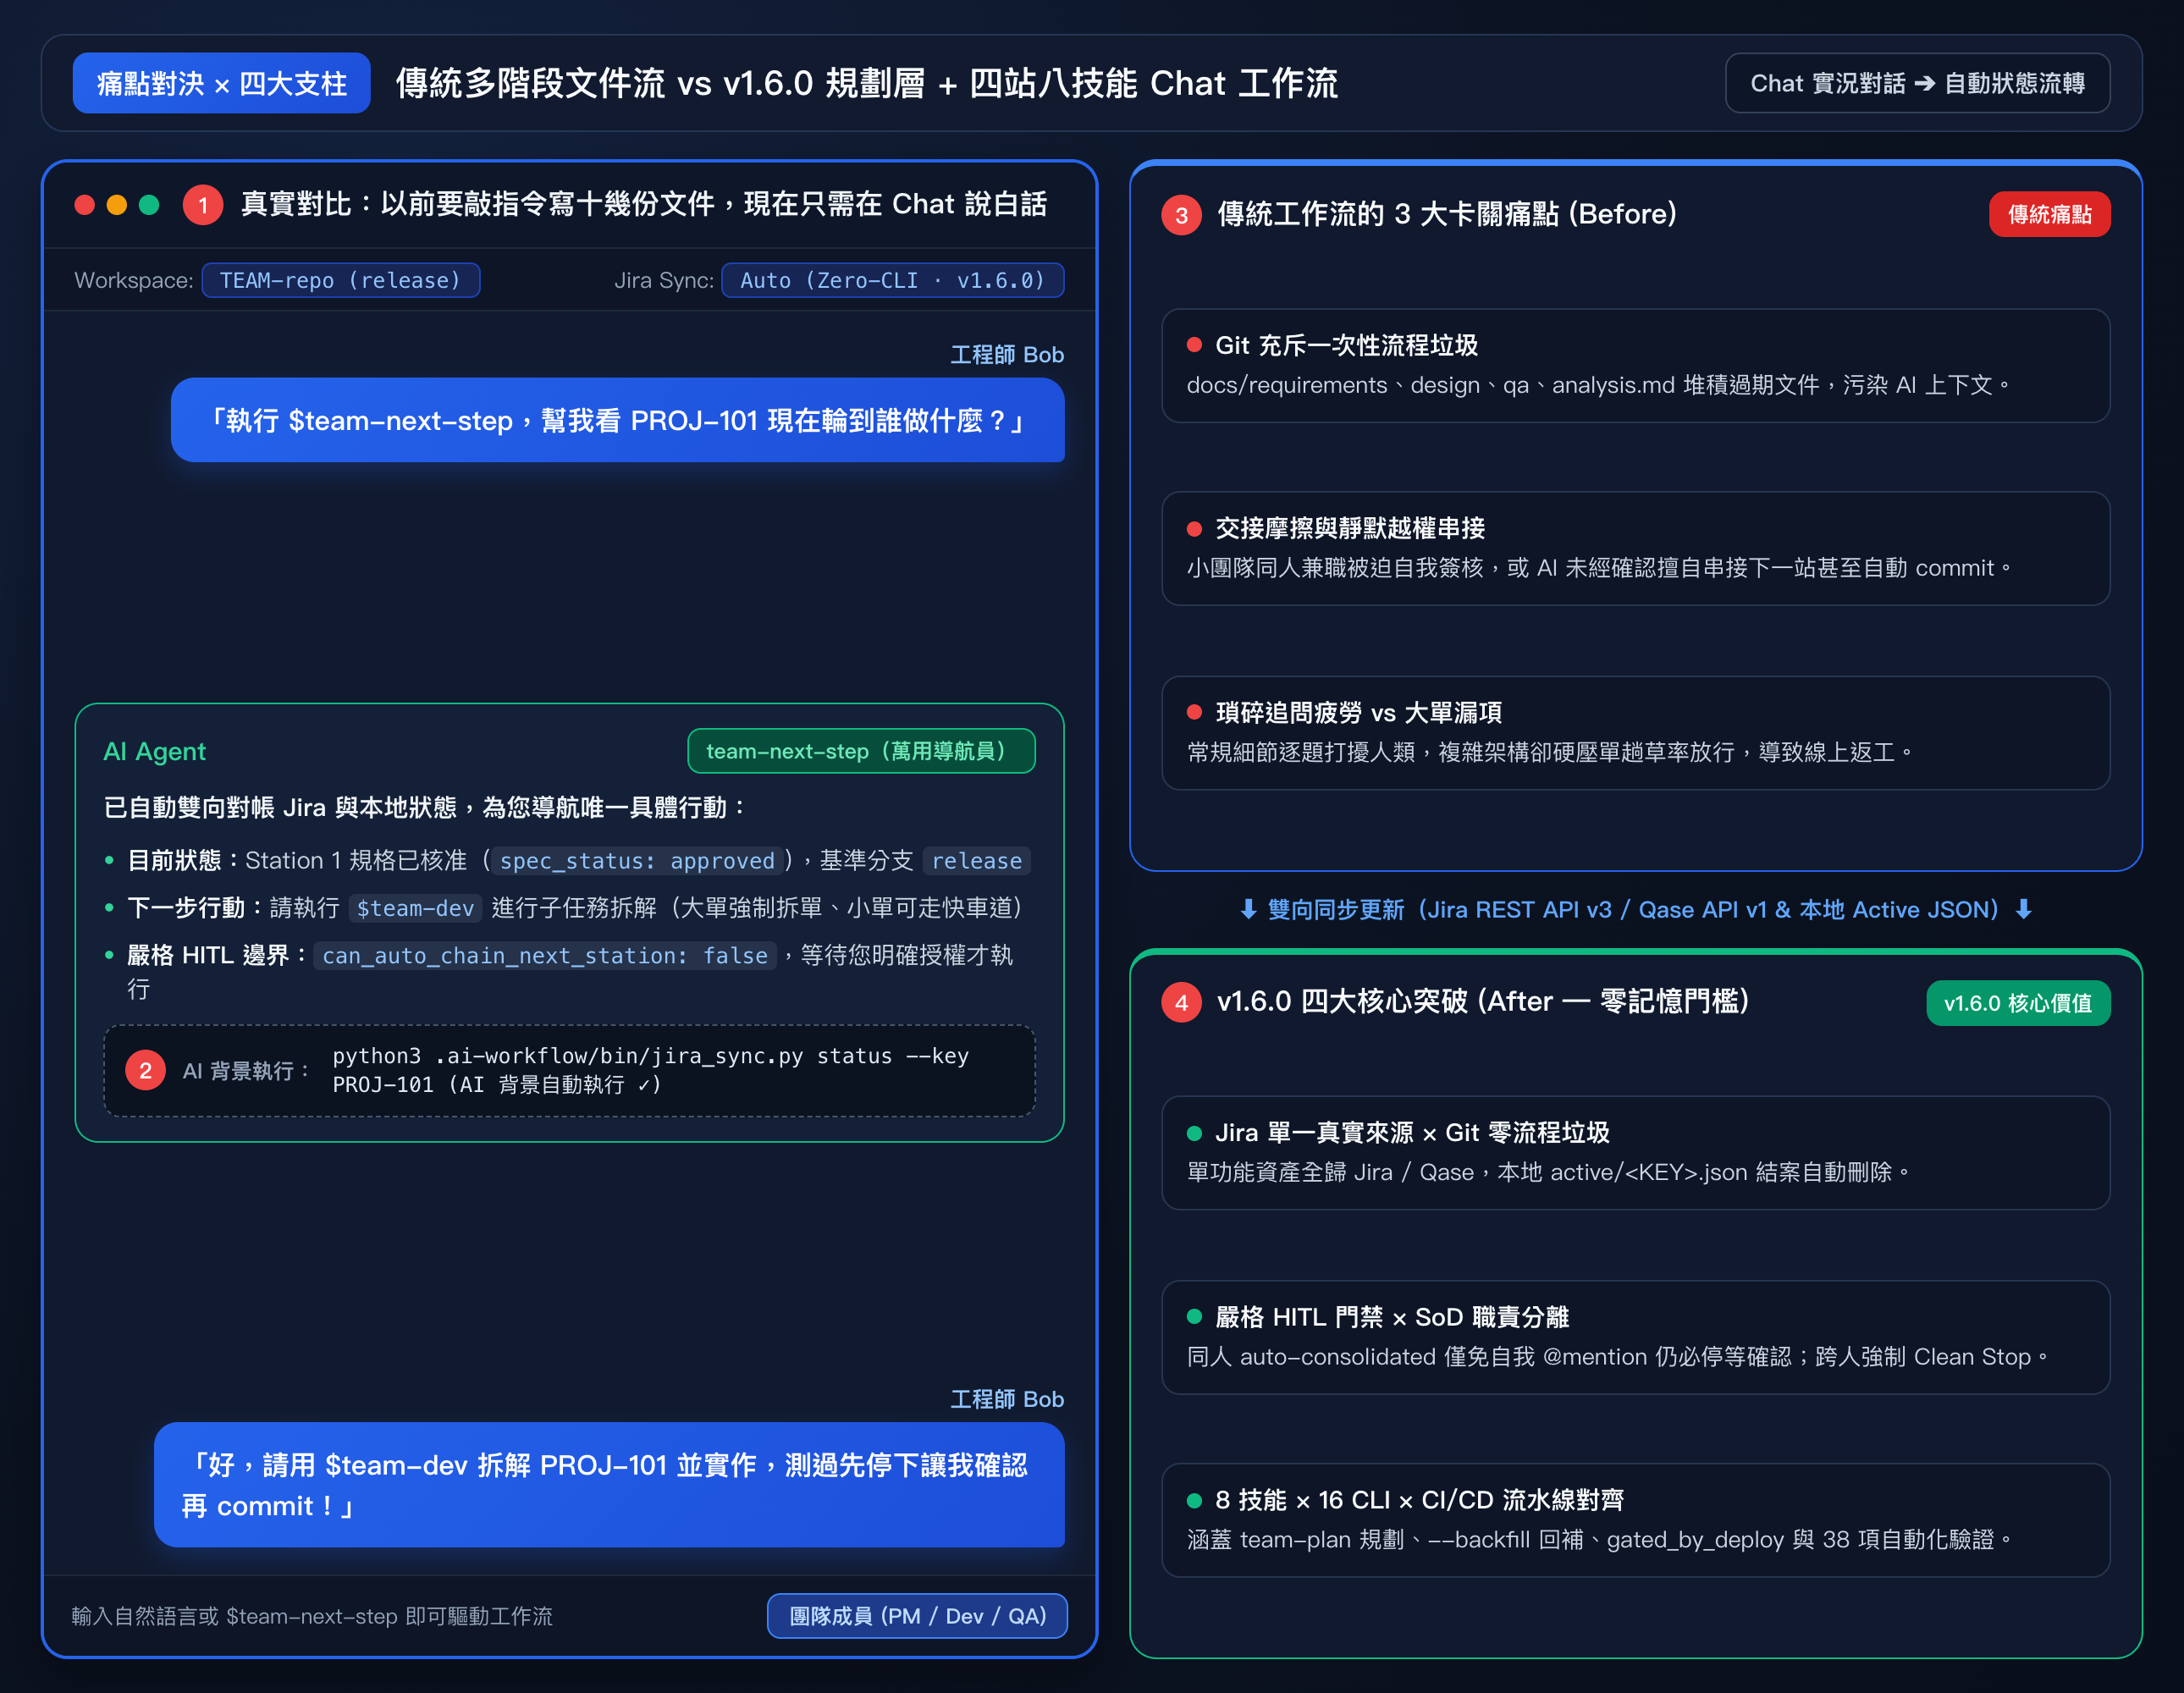 痛點對決 × 四大支柱
傳統多階段文件流 vs v1.6.0 規劃層 + 四站八技能 Chat 工作流
Chat 實況對話 ➔ 自動狀態流轉
1
真實對比：以前要敲指令寫十幾份文件，現在只需在 Chat 說白話
Workspace: TEAM-repo (release)
Jira Sync: Auto (Zero-CLI · v1.6.0)
工程師 Bob
「執行 $team-next-step，幫我看 PROJ-101 現在輪到誰做什麼？」
AI Agent
team-next-step（萬用導航員）
已自動雙向對帳 Jira 與本地狀態，為您導航唯一具體行動：
• 目前狀態：Station 1 規格已核准（spec_status: approved），基準分支 release
• 下一步行動：請執行 $team-dev 進行子任務拆解（大單強制拆單、小單可走快車道）
• 嚴格 HITL 邊界：can_auto_chain_next_station: false，等待您明確授權才執
行
2
AI 背景執行：
python3 .ai-workflow/bin/jira_sync.py status --key
PROJ-101 (AI 背景自動執行 ✓)
工程師 Bob
「好，請用 $team-dev 拆解 PROJ-101 並實作，測過先停下讓我確認
再 commit！」
輸入自然語言或 $team-next-step 即可驅動工作流
團隊成員 (PM / Dev / QA)
3
傳統工作流的 3 大卡關痛點 (Before)
傳統痛點
Git 充斥一次性流程垃圾
docs/requirements、design、qa、analysis.md 堆積過期文件，污染 AI 上下文。
交接摩擦與靜默越權串接
小團隊同人兼職被迫自我簽核，或 AI 未經確認擅自串接下一站甚至自動 commit。
瑣碎追問疲勞 vs 大單漏項
常規細節逐題打擾人類，複雜架構卻硬壓單趟草率放行，導致線上返工。
⬇ 雙向同步更新（Jira REST API v3 / Qase API v1 & 本地 Active JSON）⬇
4
v1.6.0 四大核心突破 (After — 零記憶門檻)
v1.6.0 核心價值
Jira 單一真實來源 × Git 零流程垃圾
單功能資產全歸 Jira / Qase，本地 active/<KEY>.json 結案自動刪除。
嚴格 HITL 門禁 × SoD 職責分離
同人 auto-consolidated 僅免自我 @mention 仍必停等確認；跨人強制 Clean Stop。
8 技能 × 16 CLI × CI/CD 流水線對齊
涵蓋 team-plan 規劃、--backfill 回補、gated_by_deploy 與 38 項自動化驗證。